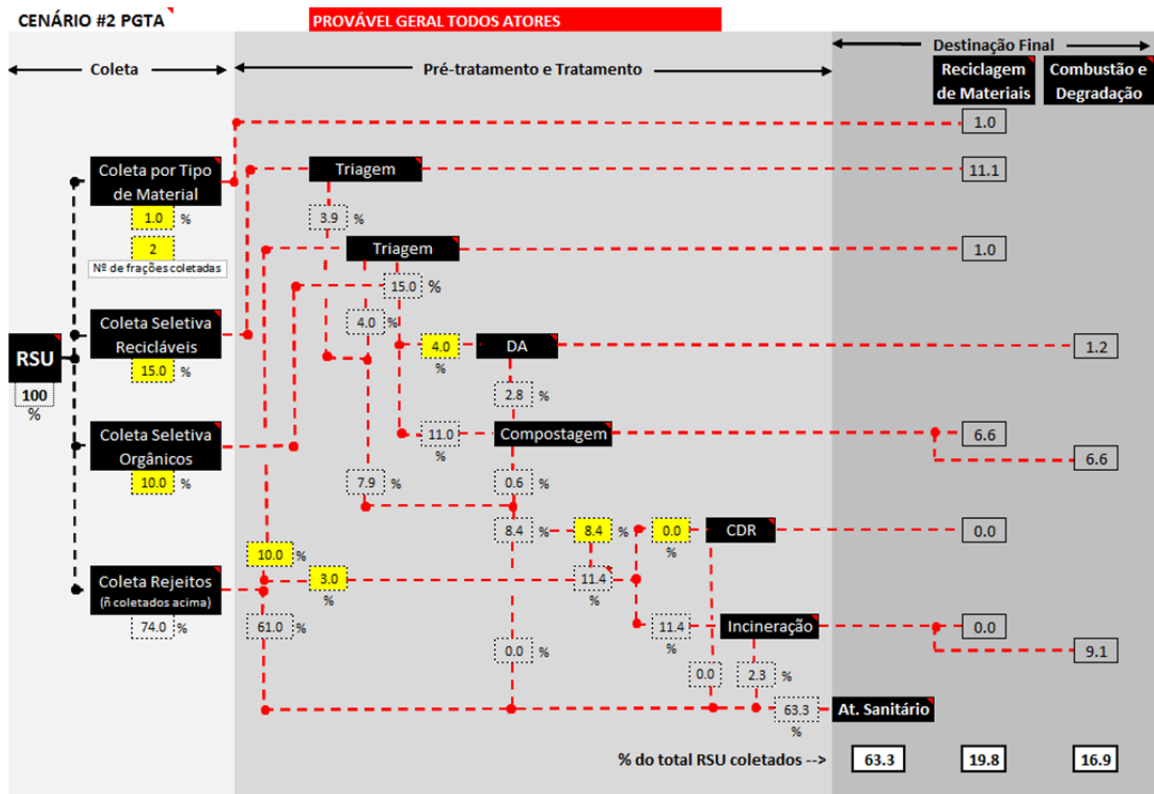 CENÁRIO #2 PGTA
PROVÁVEL GERAL TODOS ATORES
Coleta
Pré-tratamento e Tratamento
Destinação Final
Reciclagem
de Materiais
Combustão e
Degradação
1.0
Coleta por Tipo
de Material
1.0 %
2
Nº de frações coletadas
Triagem
11.1
3.9 %
Triagem
1.0
15.0 %
4.0 %
Coleta Seletiva
Recicláveis
15.0 %
RSU
100
%
4.0
%
DA
1.2
2.8 %
Coleta Seletiva
Orgânicos
10.0 %
11.0
%
Compostagem
6.6
6.6
7.9 %
0.6 %
8.4 %
8.4 %
0.0
%
CDR
0.0
10.0 %
Coleta Rejeitos
(ñ coletados acima)
74.0 %
3.0
%
11.4
61.0 %
11.4
%
Incineração
0.0
9.1
0.0 %
0.0
%
2.3 %
63.3
%
At. Sanitário
% do total RSU coletados -->
63.3
19.8
16.9